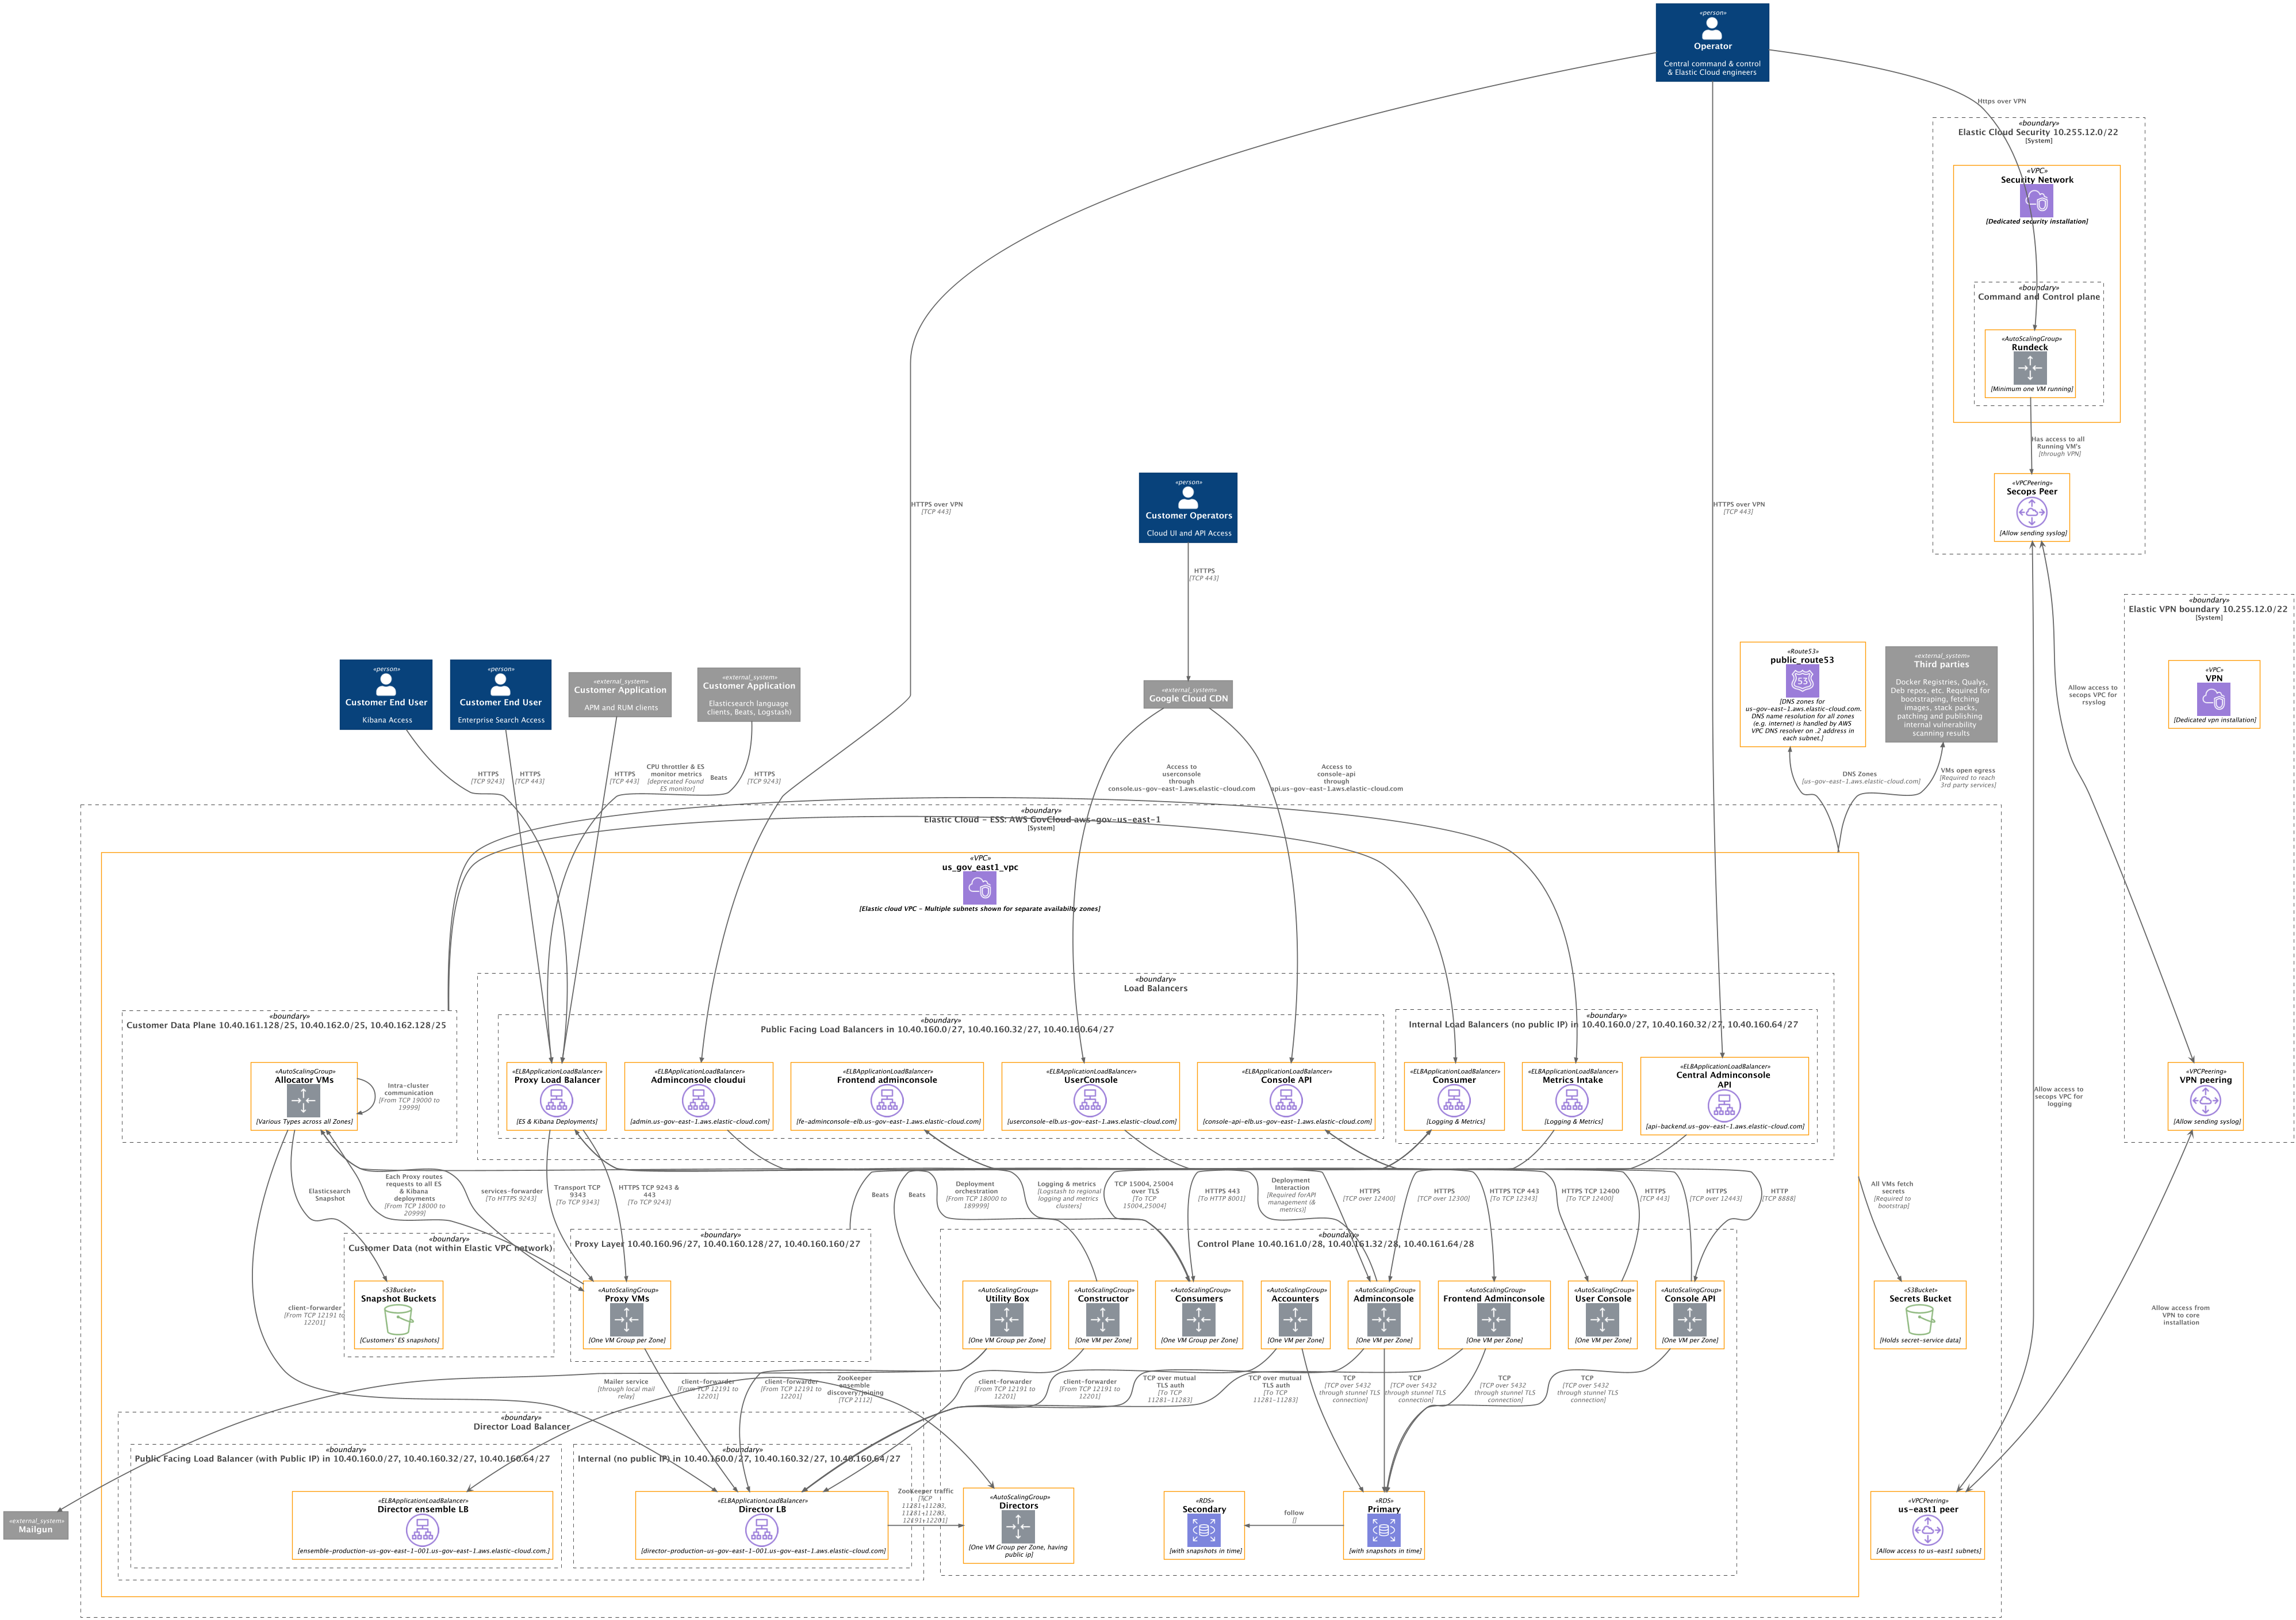 «person»
Operator
Central command & control
& Elastic Cloud engineers
Https over VPN
«boundary»
Elastic Cloud Security 10.255.12.0/22
[System]
«VPC»
Security Network
[Dedicated security installation]
«boundary»
Command and Control plane
«AutoScalingGroup»
Rundeck
[Minimum one VM running]
Has access to all
Running VM's
[through VPN]
«VPCPeering»
Secops Peer
[Allow sending syslog]
HTTPS over VPN
[TCP 443]
«person»
Customer Operators
Cloud UI and API Access
HTTPS
[TCP 443]
HTTPS over VPN
[TCP 443]
«boundary»
Elastic VPN boundary 10.255.12.0/22
[System]
«VPC»
VPN
[Dedicated vpn installation]
«person»
Customer End User
Kibana Access
«person»
Customer End User
Enterprise Search Access
«external_system»
Customer Application
APM and RUM clients
«external_system»
Customer Application
Elasticsearch language
clients, Beats, Logstash)
«external_system»
Google Cloud CDN
«Route53»
public_route53
53
[DNS zones for
us-gov-east-1.aws.elastic-cloud.com.
DNS name resolution for all zones
(e.g. internet) is handled by AWS
VPC DNS resolver on .2 address in
each subnet.]
«external_system»
Third parties
Docker Registries, Qualys,
Deb repos, etc. Required for
bootstraping, fetching
images, stack packs,
patching and publishing
internal vulnerability
scanning results
Allow access to
secops VPC for
rsyslog
HTTPS
[TCP 9243]
HTTPS
[TCP 443]
HTTPS
[TCP 443]
CPU throttler & ES
monitor metrics
[deprecated Found
ES monitor]
Beats
HTTPS
[TCP 9243]
Access to
userconsole
through
console.us-gov-east-1.aws.elastic-cloud.com
Access to
console-api
through
api.us-gov-east-1.aws.elastic-cloud.com
DNS Zones
[us-gov-east-1.aws.elastic-cloud.com]
VMs open egress
[Required to reach
3rd party services]
«boundary»
Elastic Cloud - ESS: AWS GovCloud aws-gov-us-east-1
[System]
«VPC»
us_gov_east1_vpc
[Elastic cloud VPC - Multiple subnets shown for separate availabilty zones]
«boundary»
Load Balancers
«boundary»
Customer Data Plane 10.40.161.128/25, 10.40.162.0/25, 10.40.162.128/25
«boundary»
Public Facing Load Balancers in 10.40.160.0/27, 10.40.160.32/27, 10.40.160.64/27
«boundary»
Internal Load Balancers (no public IP) in 10.40.160.0/27, 10.40.160.32/27, 10.40.160.64/27
«AutoScalingGroup»
Allocator VMs
[Various Types across all Zones]
Intra-cluster
communication
[From TCP 19000 to
19999]
«ELBApplicationLoadBalancer»
Proxy Load Balancer
[ES & Kibana Deployments]
«ELBApplicationLoadBalancer»
Adminconsole cloudui
[admin.us-gov-east-1.aws.elastic-cloud.com]
«ELBApplicationLoadBalancer»
Frontend adminconsole
[fe-adminconsole-elb.us-gov-east-1.aws.elastic-cloud.com]
«ELBApplicationLoadBalancer»
UserConsole
[userconsole-elb.us-gov-east-1.aws.elastic-cloud.com]
«ELBApplicationLoadBalancer»
Console API
[console-api-elb.us-gov-east-1.aws.elastic-cloud.com]
«ELBApplicationLoadBalancer»
Consumer
[Logging & Metrics]
«ELBApplicationLoadBalancer»
Metrics Intake
[Logging & Metrics]
«ELBApplicationLoadBalancer»
Central Adminconsole
API
[api-backend.us-gov-east-1.aws.elastic-cloud.com]
Allow access to
secops VPC for
logging
«VPCPeering»
VPN peering
[Allow sending syslog]
Elasticsearch
Snapshot
Each Proxy routes
requests to all ES
& Kibana
deployments
[From TCP 18000 to
20999]
services-forwarder
[To HTTPS 9243]
Transport TCP
9343
[To TCP 9343]
HTTPS TCP 9243 &
443
[To TCP 9243]
Beats
Beats
Deployment
orchestration
[From TCP 18000 to
189999]
Logging & metrics
[Logstash to regional
logging and metrics
clusters]
TCP 15004, 25004
over TLS
[To TCP
15004,25004]
HTTPS 443
[To HTTP 8001]
Deployment
Interaction
[Required forAPI
management (&
metrics)]
HTTPS
[TCP over 12400]
HTTPS
[TCP over 12300]
HTTPS TCP 443
[To TCP 12343]
HTTPS TCP 12400
[To TCP 12400]
HTTPS
[TCP 443]
HTTPS
[TCP over 12443]
HTTP
[TCP 8888]
All VMs fetch
secrets
[Required to
bootstrap]
«boundary»
Customer Data (not within Elastic VPC network)
«boundary»
Proxy Layer 10.40.160.96/27, 10.40.160.128/27, 10.40.160.160/27
«boundary»
Control Plane 10.40.161.0/28, 10.40.161.32/28, 10.40.161.64/28
«S3Bucket»
Snapshot Buckets
[Customers' ES snapshots]
«AutoScalingGroup»
Proxy VMs
[One VM Group per Zone]
«AutoScalingGroup»
Utility Box
[One VM Group per Zone]
«AutoScalingGroup»
Constructor
[One VM per Zone]
«AutoScalingGroup»
Consumers
[One VM Group per Zone]
«AutoScalingGroup»
Accounters
[One VM per Zone]
«AutoScalingGroup»
Adminconsole
[One VM per Zone]
«AutoScalingGroup»
Frontend Adminconsole
[One VM per Zone]
«AutoScalingGroup»
User Console
[One VM per Zone]
«AutoScalingGroup»
Console API
[One VM per Zone]
«S3Bucket»
Secrets Bucket
[Holds secret-service data]
client-forwarder
[From TCP 12191 to
12201]
Allow access from
VPN to core
installation
Mailer service
[through local mail
relay]
client-forwarder
[From TCP 12191 to
12201]
client-forwarder
[From TCP 12191 to
12201]
ZooKeeper
ensemble
discovery/joining
[TCP 2112]
client-forwarder
[From TCP 12191 to
12201]
client-forwarder
[From TCP 12191 to
12201]
TCP over mutual
TLS auth
[To TCP
11281-11283]
TCP over mutual
TLS auth
[To TCP
11281-11283]
TCP
[TCP over 5432
through stunnel TLS
connection]
TCP
[TCP over 5432
through stunnel TLS
connection]
TCP
[TCP over 5432
through stunnel TLS
connection]
TCP
[TCP over 5432
through stunnel TLS
connection]
«boundary»
Director Load Balancer
«boundary»
Public Facing Load Balancer (with Public IP) in 10.40.160.0/27, 10.40.160.32/27, 10.40.160.64/27
«boundary»
Internal (no public IP) in 10.40.160.0/27, 10.40.160.32/27, 10.40.160.64/27
«external_system»
Mailgun
«ELBApplicationLoadBalancer»
Director ensemble LB
[ensemble-production-us-gov-east-1-001.us-gov-east-1.aws.elastic-cloud.com.]
«ELBApplicationLoadBalancer»
Director LB
[director-production-us-gov-east-1-001.us-gov-east-1.aws.elastic-cloud.com]
ZooKeeper traffic
[TCP
11281-11283,
11281-11283,
12191-12201]
«AutoScalingGroup»
Directors
[One VM Group per Zone, having
public ip]
«RDS»
Secondary
[with snapshots in time]
follow
[]
«RDS»
Primary
[with snapshots in time]
«VPCPeering»
us-east1 peer
[Allow access to us-east1 subnets]